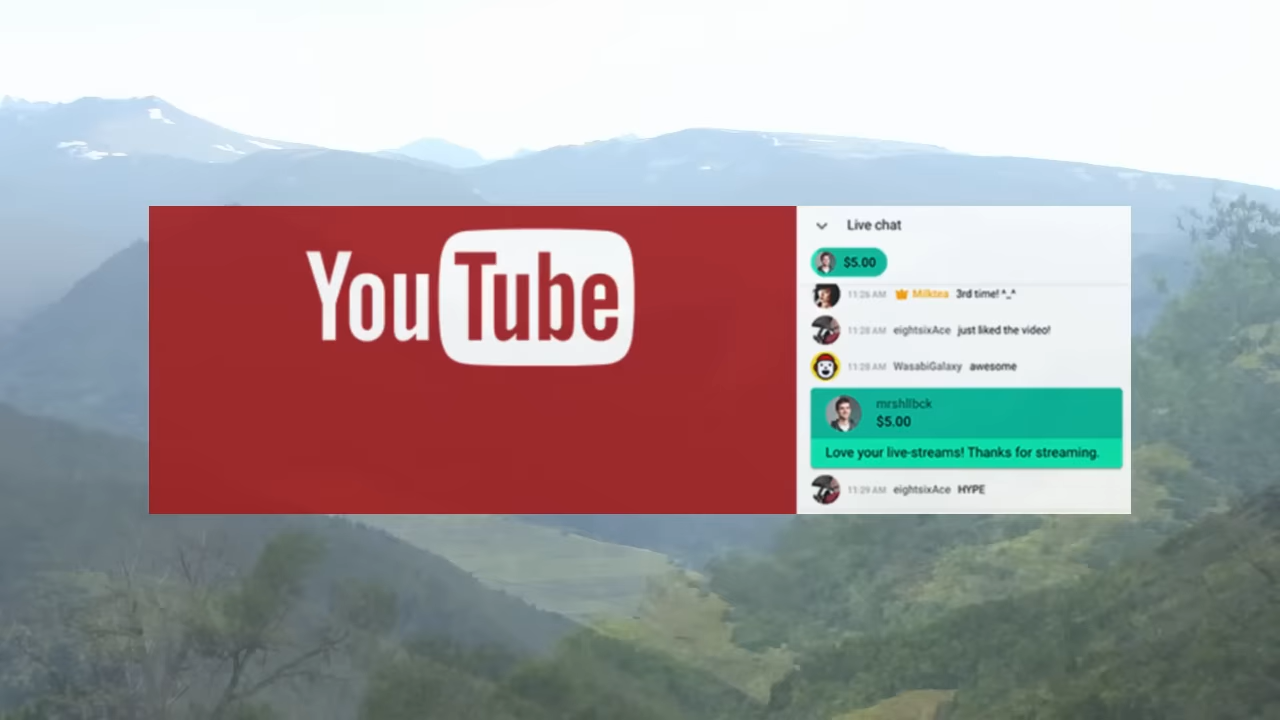 YouTube
Live chat
$5.00
11:26 AM Milktea 3rd time! ^_^
11:28 AM eightsixAce just liked the video!
11:28 AM WasabiGalaxy awesome
mrshllbck
$5.00
Love your live-streams! Thanks for streaming.
11:29 AM eightsixAce HYPE